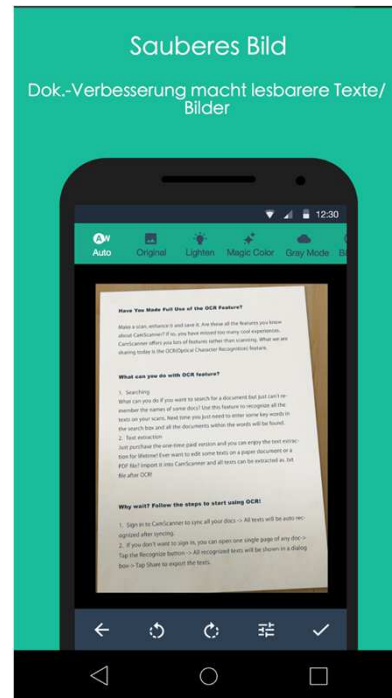 Sauberes Bild
Dok.-Verbesserung macht lesbarere Texte/
Bilder
12:30
Auto
Original
Lighten
Magic Color
Gray Mode
Have You Made Full Use of the OCR Feature?
Make a scan, enhance it and save it. Are these all the features you know
about CamScanner? If so, you have missed too many cool experiences.
CamScanner offers you lots of features rather than scanning. What we are
sharing today is the OCR(Optical Character Recognition) feature.
What can you do with OCR feature?
1. Searching
What can you do if you want to search for a document but just can't re-
member the names of some docs? Use this feature to recognize all the
texts on your scans. Next time you just need to enter some key words in
the search box and all the documents within the words will be found.
2. Text extraction
Just purchase the one-time paid version and you can enjoy the text extrac-
tion for lifetime! Ever want to edit some texts on a paper document or a
PDF file? Import it into CamScanner and all texts can be extracted as .txt
file after OCR!
Why wait? Follow the steps to start using OCR!
1. Sign in to CamScanner to sync all your docs -> All texts will be auto rec-
ognized after syncing.
2. If you don't want to sign in, you can open one single page of any doc->
Tap the Recognize button -> All recognized texts will be shown in a dialog
box-> Tap Share to export the texts.